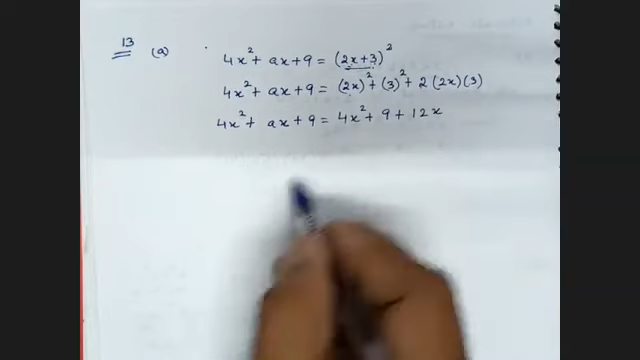 13 (a) 4x² + ax + 9 = (2x+3)²
4x² + ax + 9 = (2x)² + (3)² + 2(2x)(3)
4x² + ax + 9 = 4x² + 9 + 12x